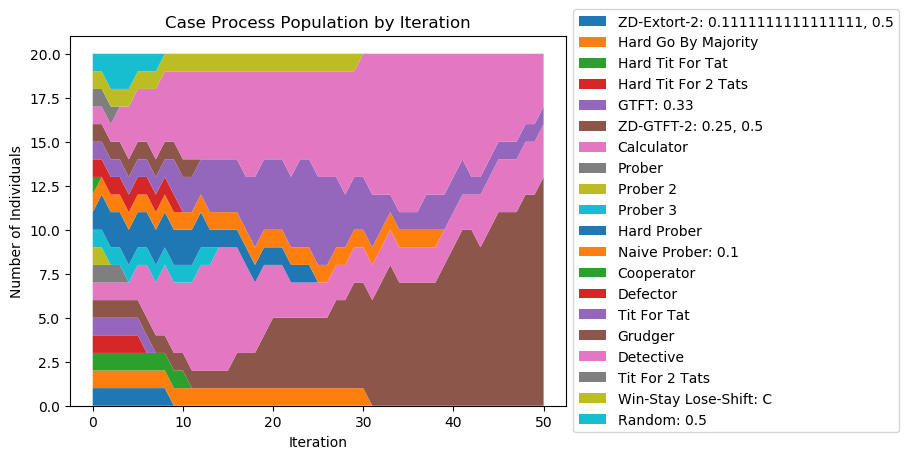 Case Process Population by Iteration
20.0
17.5
15.0
12.5
10.0
7.5
5.0
2.5
0.0
Number of Individuals
0 10 20 30 40 50
Iteration
ZD-Extort-2: 0.1111111111111111, 0.5
Hard Go By Majority
Hard Tit For Tat
Hard Tit For 2 Tats
GTFT: 0.33
ZD-GTFT-2: 0.25, 0.5
Calculator
Prober
Prober 2
Prober 3
Hard Prober
Naive Prober: 0.1
Cooperator
Defector
Tit For Tat
Grudger
Detective
Tit For 2 Tats
Win-Stay Lose-Shift: C
Random: 0.5